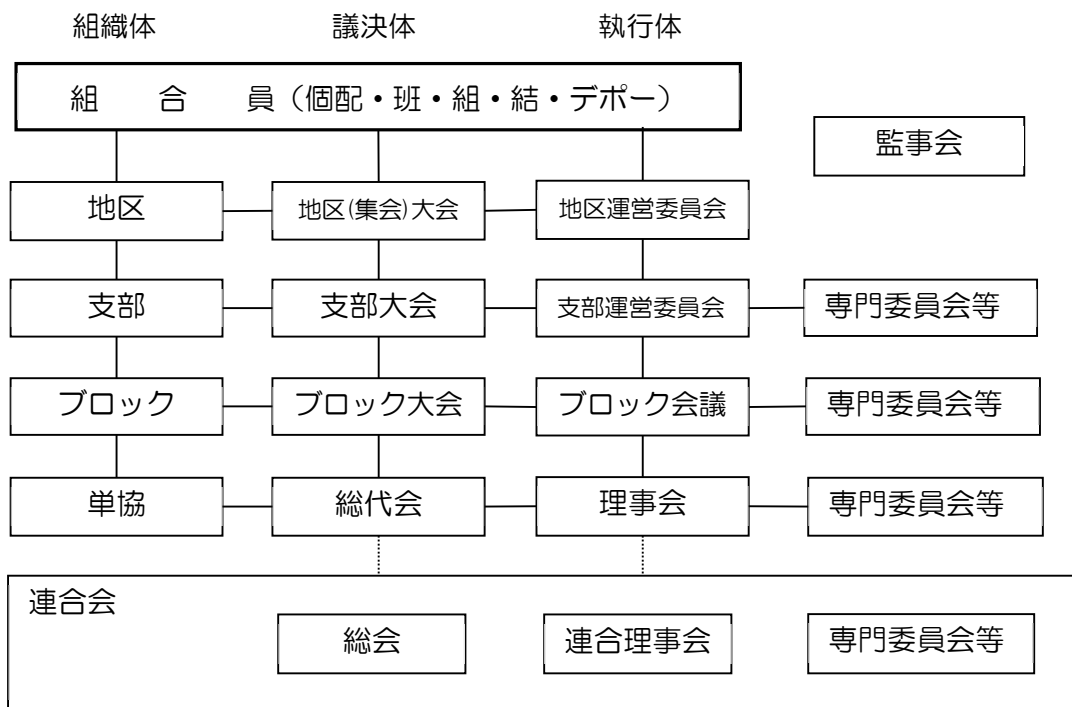 組織体 議決体 執行体
組 合 員（個配・班・組・結・デポー）
監事会
地区 地区(集会)大会 地区運営委員会
支部 支部大会 支部運営委員会 専門委員会等
ブロック ブロック大会 ブロック会議 専門委員会等
単協 総代会 理事会 専門委員会等
連合会
総会 連合理事会 専門委員会等